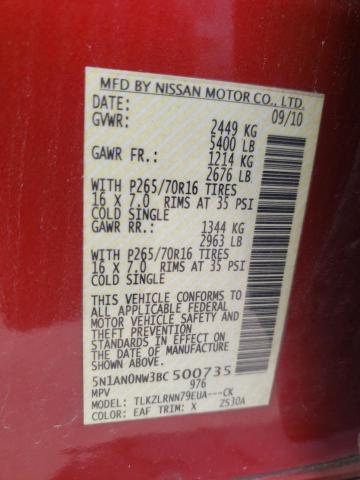 MFD BY NISSAN MOTOR CO., LTD.
DATE: 09/10
GVWR: 2449 KG
5400 LB
GAWR FR.: 1214 KG
2676 LB
WITH P265/70R16 TIRES
16 X 7.0 RIMS AT 35 PSI
COLD SINGLE
GAWR RR.: 1344 KG
2963 LB
WITH P265/70R16 TIRES
16 X 7.0 RIMS AT 35 PSI
COLD SINGLE
THIS VEHICLE CONFORMS TO
ALL APPLICABLE FEDERAL
MOTOR VEHICLE SAFETY AND
THEFT PREVENTION
STANDARDS IN EFFECT ON
THE DATE OF MANUFACTURE
SHOWN ABOVE.
5N1AN0NW3BC500735
MPV 976
MODEL: TLKZLRNN79EUA---CK
COLOR: EAF TRIM: X ZS30A